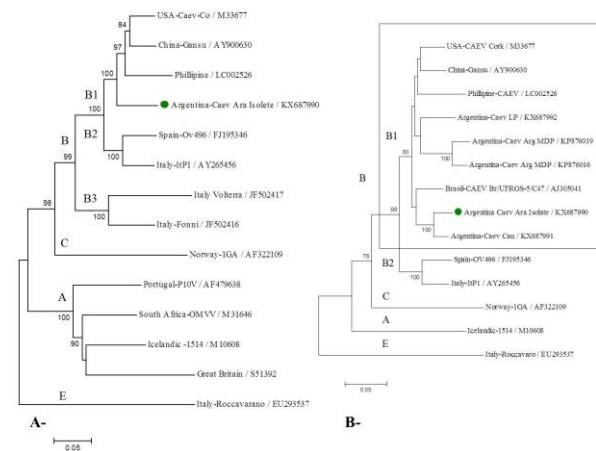 84
USA-Caev-Co / M33677
97
China-Gansu / AY900630
100
Phillipine / LC002526
B1
Argentina-Caev Ara Isolete / KX687990
100
B
B2
Spain-Ov496 / FJ195346
100
Italy-ItP1 / AY265456
99
B3
Italy Volterra / JF502417
100
Italy-Fonni / JF502416
98
C
Norway-1GA / AF322109
A
Portugal-P1OV / AF479638
100
South Africa-OMVV / M31646
90
Icelandic -1514 / M10608
Great Britain / S51392
E
Italy-Roccavarano / EU293537
A-
0.05
USA-CAEV Cork / M33677
China-Gansu / AY900630
Phillipine-CAEV / LC002526
Argentina-Caev LP / KX687992
B1
Argentina-Caev Arg MDP / KP876019
83
100
Argentina-Caev Arg MDP / KP876016
B
Brasil-CAEV Br/UFRGS-5/C47 / AJ305041
99
Argentina Caev Ara Isolate / KX687990
100
Argentina-Caev Can / KX687991
78
B2
Spain-OV496 / FJ195346
100
Italy-ItP1 / AY265456
C
Norway-1GA / AF322109
A
Icelandic -1514 / M10608
E
Italy-Roccavaro / EU293537
0.05
B-